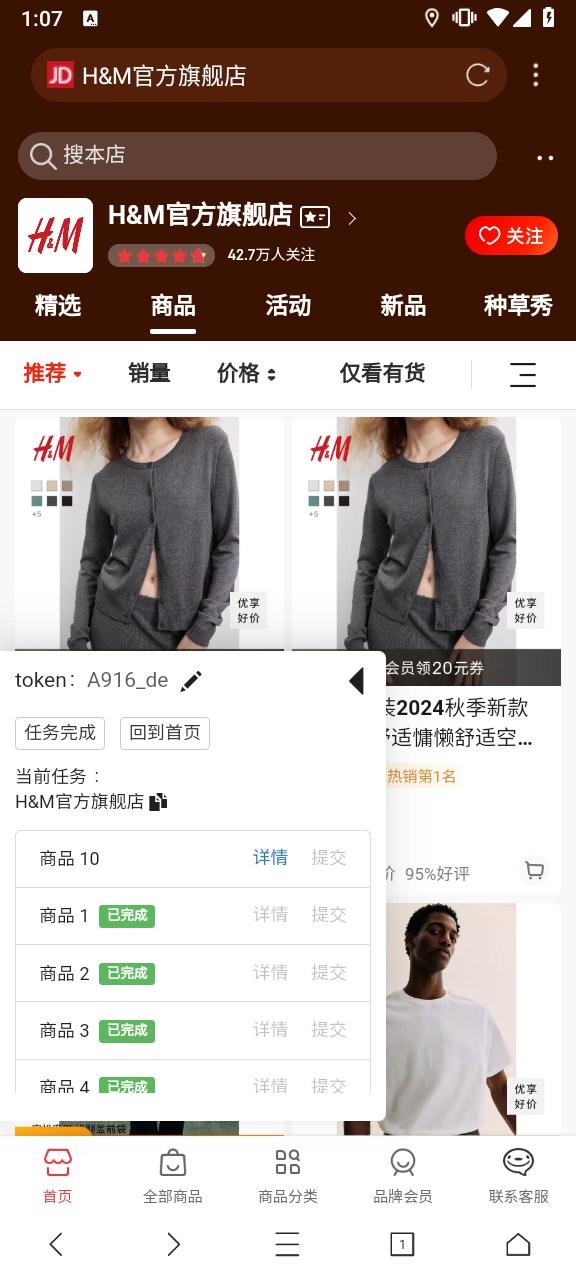 1:07
A
JD H&M官方旗舰店
搜本店
H&M
H&M官方旗舰店
42.7万人关注
关注
精选 商品 活动 新品 种草秀
推荐 销量 价格 仅看有货
H&M
+5
优享
好价
H&M
+5
优享
好价
会员领20元券
装2024秋季新款
舒适慵懒舒适空...
热销第1名
价 95%好评
token: A916_de
任务完成 回到首页
当前任务：
H&M官方旗舰店
商品 10 详情 提交
商品 1 已完成 详情 提交
商品 2 已完成 详情 提交
商品 3 已完成 详情 提交
商品 4 已完成 详情 提交
优享
好价
首页 全部商品 商品分类 品牌会员 联系客服
1